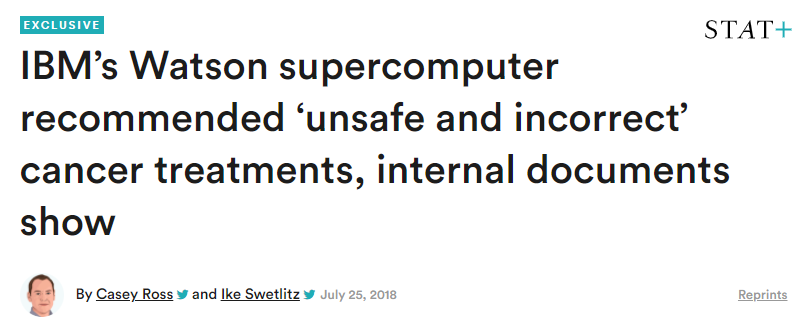 EXCLUSIVE
STAT+
IBM’s Watson supercomputer
recommended ‘unsafe and incorrect’
cancer treatments, internal documents
show
By Casey Ross and Ike Swetlitz July 25, 2018
Reprints